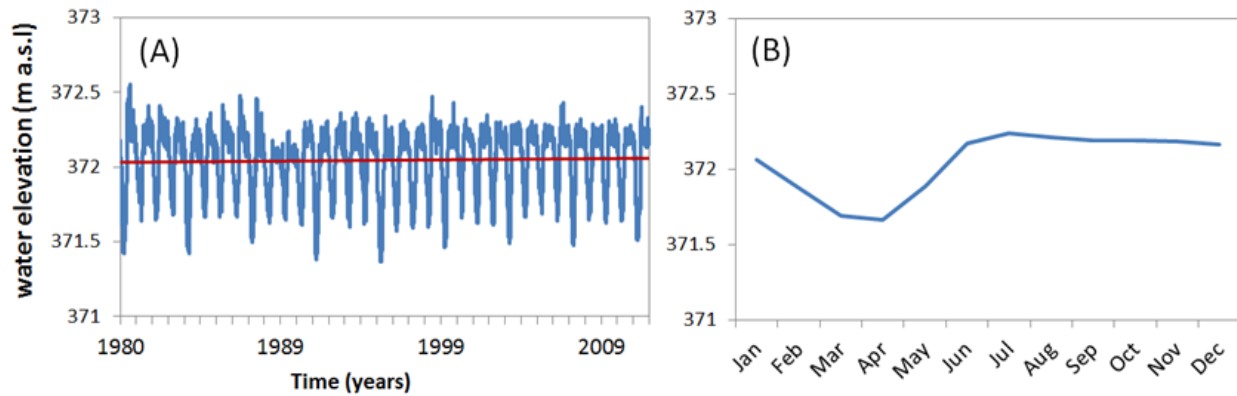 water elevation (m a.s.l)
(A)
373
372.5
372
371.5
371
1980
1989
1999
2009
Time (years)
(B)
373
372.5
372
371.5
371
Jan
Feb
Mar
Apr
May
Jun
Jul
Aug
Sep
Oct
Nov
Dec